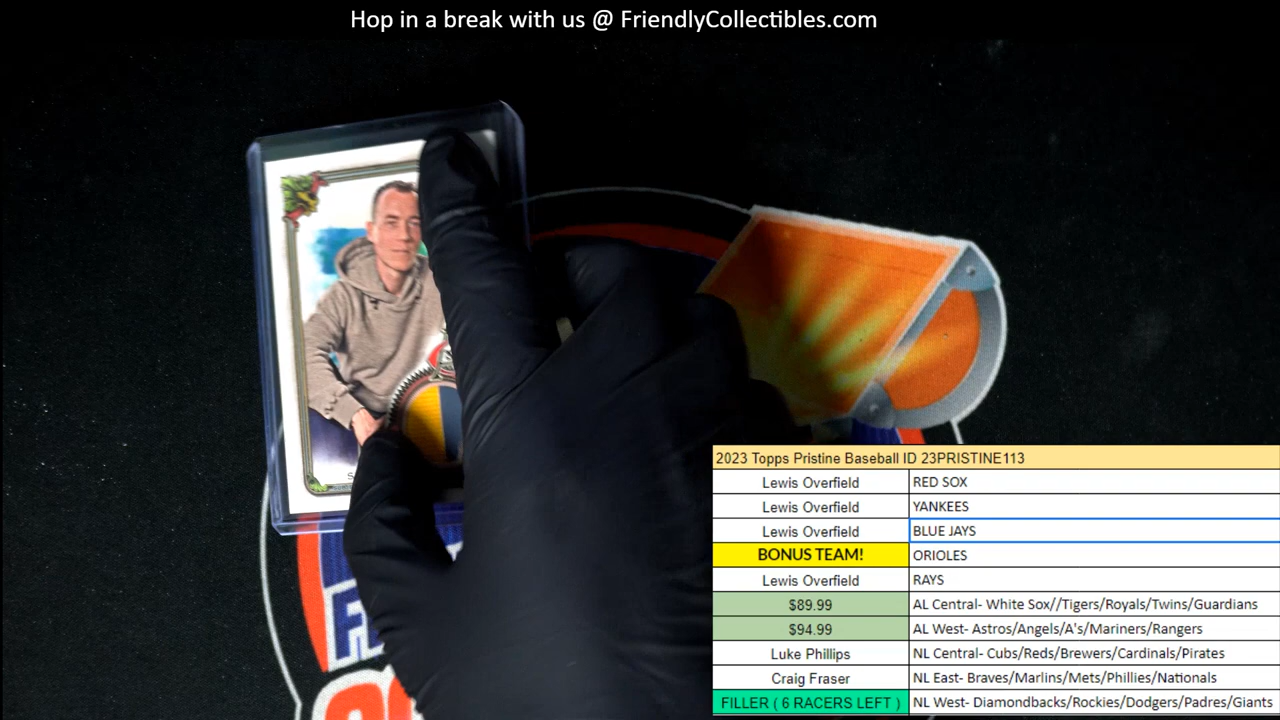 Hop in a break with us @ FriendlyCollectibles.com
2023 Topps Pristine Baseball ID 23PRISTINE113
Lewis Overfield RED SOX
Lewis Overfield YANKEES
Lewis Overfield BLUE JAYS
BONUS TEAM! ORIOLES
Lewis Overfield RAYS
$89.99 AL Central- White Sox//Tigers/Royals/Twins/Guardians
$94.99 AL West- Astros/Angels/A's/Mariners/Rangers
Luke Phillips NL Central- Cubs/Reds/Brewers/Cardinals/Pirates
Craig Fraser NL East- Braves/Marlins/Mets/Phillies/Nationals
FILLER ( 6 RACERS LEFT ) NL West- Diamondbacks/Rockies/Dodgers/Padres/Giants